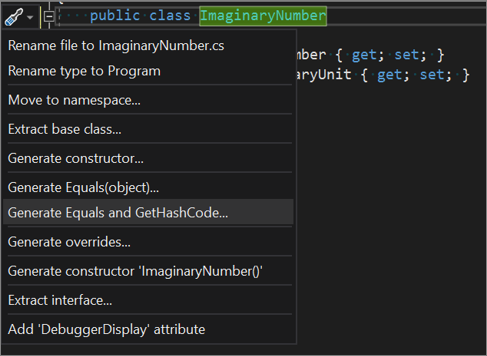 public class ImaginaryNumber
Rename file to ImaginaryNumber.cs
mber { get; set; }
Rename type to Program
aryUnit { get; set; }
Move to namespace...
Extract base class...
Generate constructor...
Generate Equals(object)...
Generate Equals and GetHashCode...
Generate overrides...
Generate constructor 'ImaginaryNumber()'
Extract interface...
Add 'DebuggerDisplay' attribute